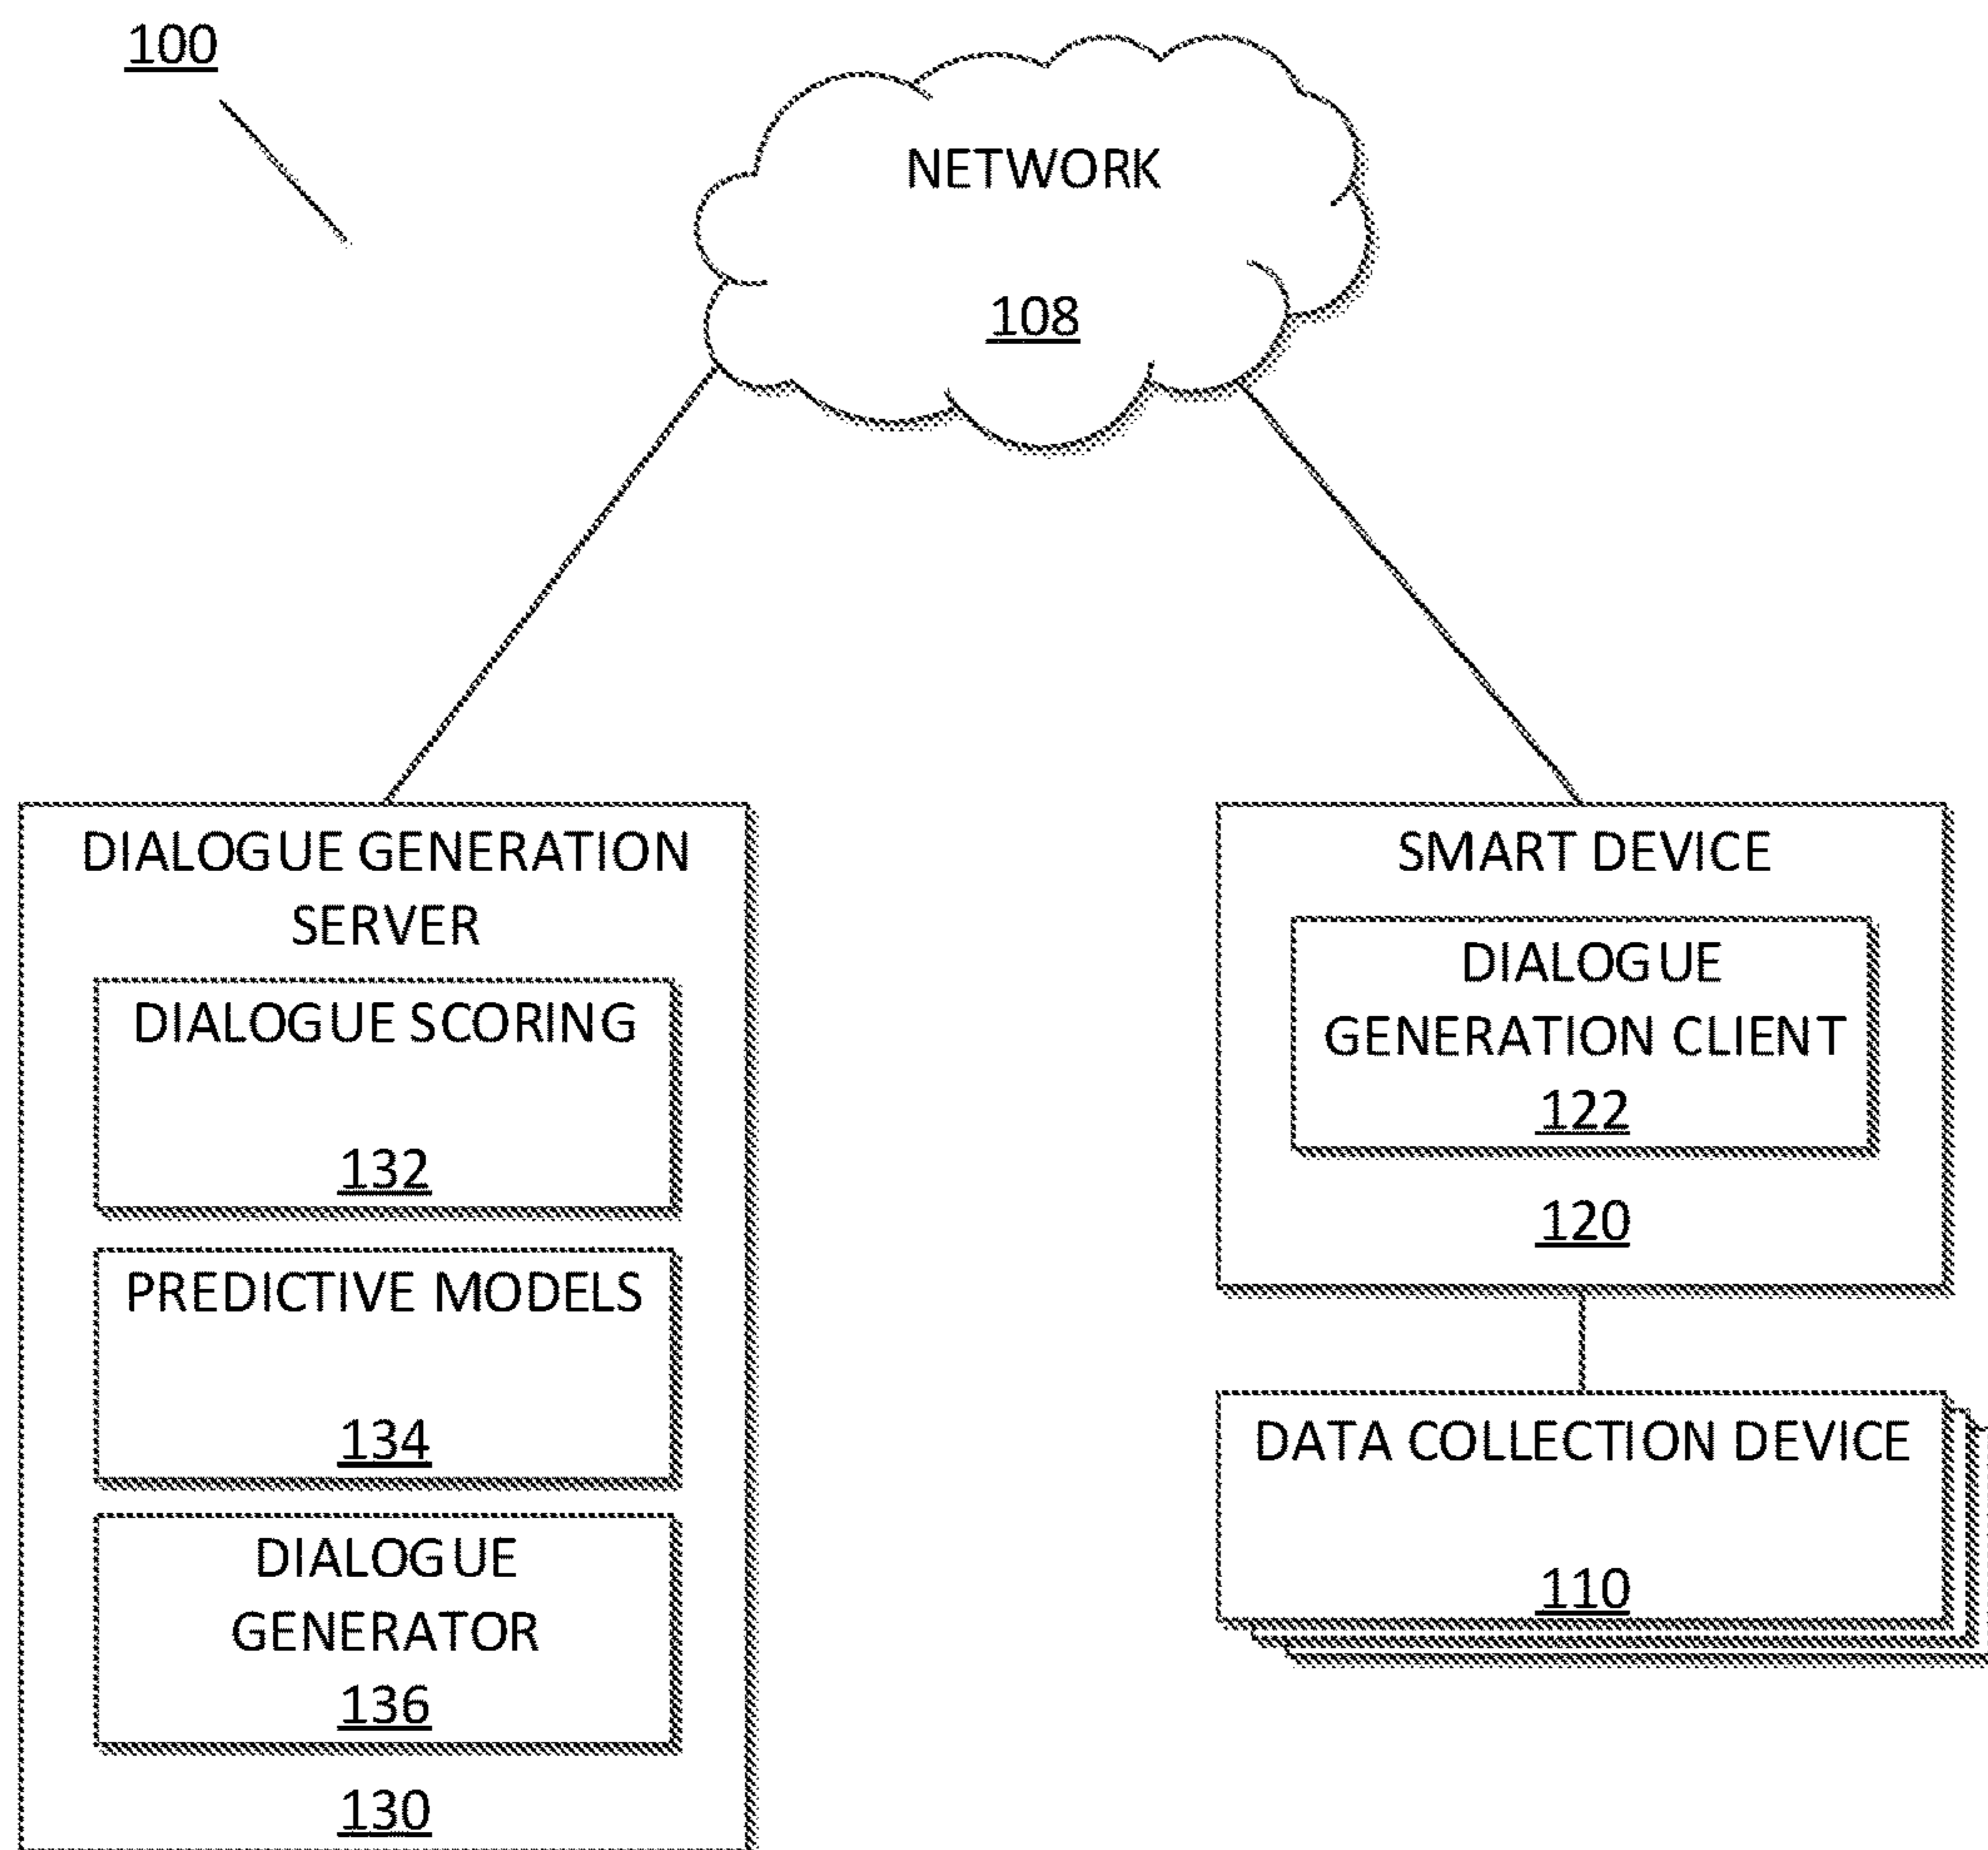 100
NETWORK
108
DIALOGUE GENERATION
SERVER
DIALOGUE SCORING
132
PREDICTIVE MODELS
134
DIALOGUE
GENERATOR
136
130
SMART DEVICE
DIALOGUE
GENERATION CLIENT
122
120
DATA COLLECTION DEVICE
110